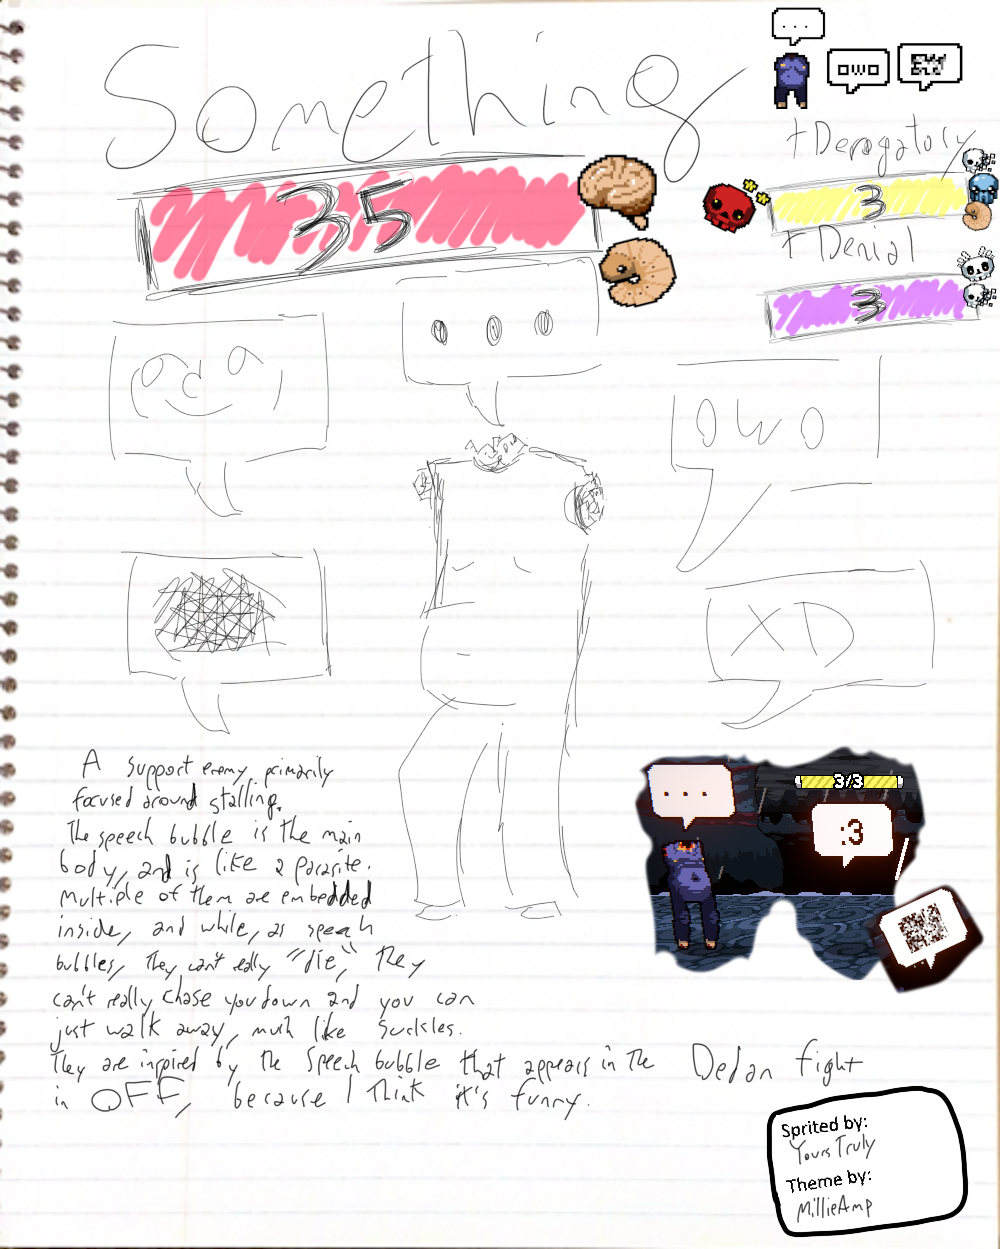 ...
owo
Something
+Derogatory
35
3
+Denial
3
...
owo
XD
A support enemy, primarily
focused around stalling.
The speech bubble is the main
body, and is like a parasite.
Multiple of them are embedded
inside, and while, as speech
bubbles, they can't really "die", they
can't really chase you down and you can
just walk away, much like Suckles.
They are inspired by the speech bubble that appears in the Dedan fight
in OFF, because I think it's funny.
...
3/3
:3
Sprited by:
Yours Truly
Theme by:
MillieAmp